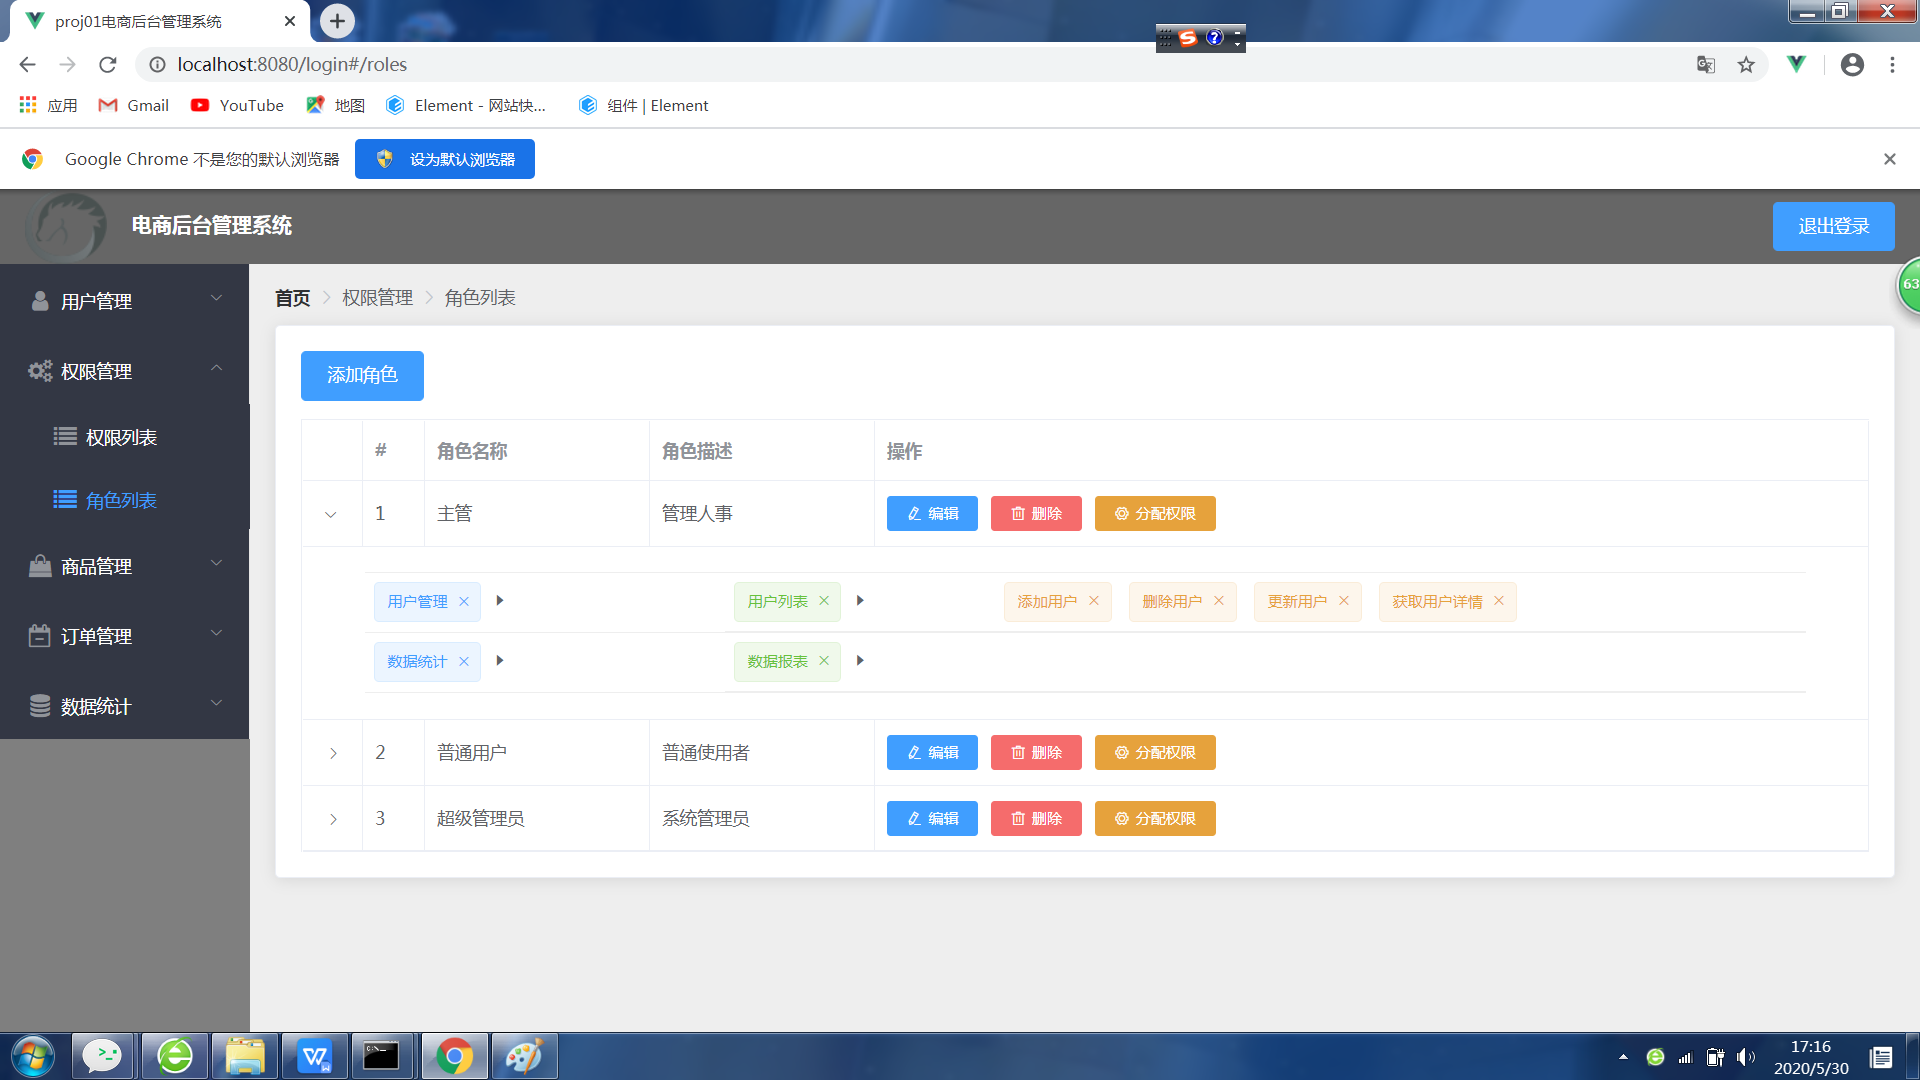 proj01电商后台管理系统
localhost:8080/login#/roles
应用 Gmail YouTube 地图 Element - 网站快... 组件 | Element
Google Chrome 不是您的默认浏览器 设为默认浏览器
电商后台管理系统 退出登录
63
用户管理
权限管理
权限列表
角色列表
商品管理
订单管理
数据统计
首页 权限管理 角色列表
添加角色
# 角色名称 角色描述 操作
1 主管 管理人事 编辑 删除 分配权限
用户管理 用户列表 添加用户 删除用户 更新用户 获取用户详情
数据统计 数据报表
2 普通用户 普通使用者 编辑 删除 分配权限
3 超级管理员 系统管理员 编辑 删除 分配权限
17:16
2020/5/30